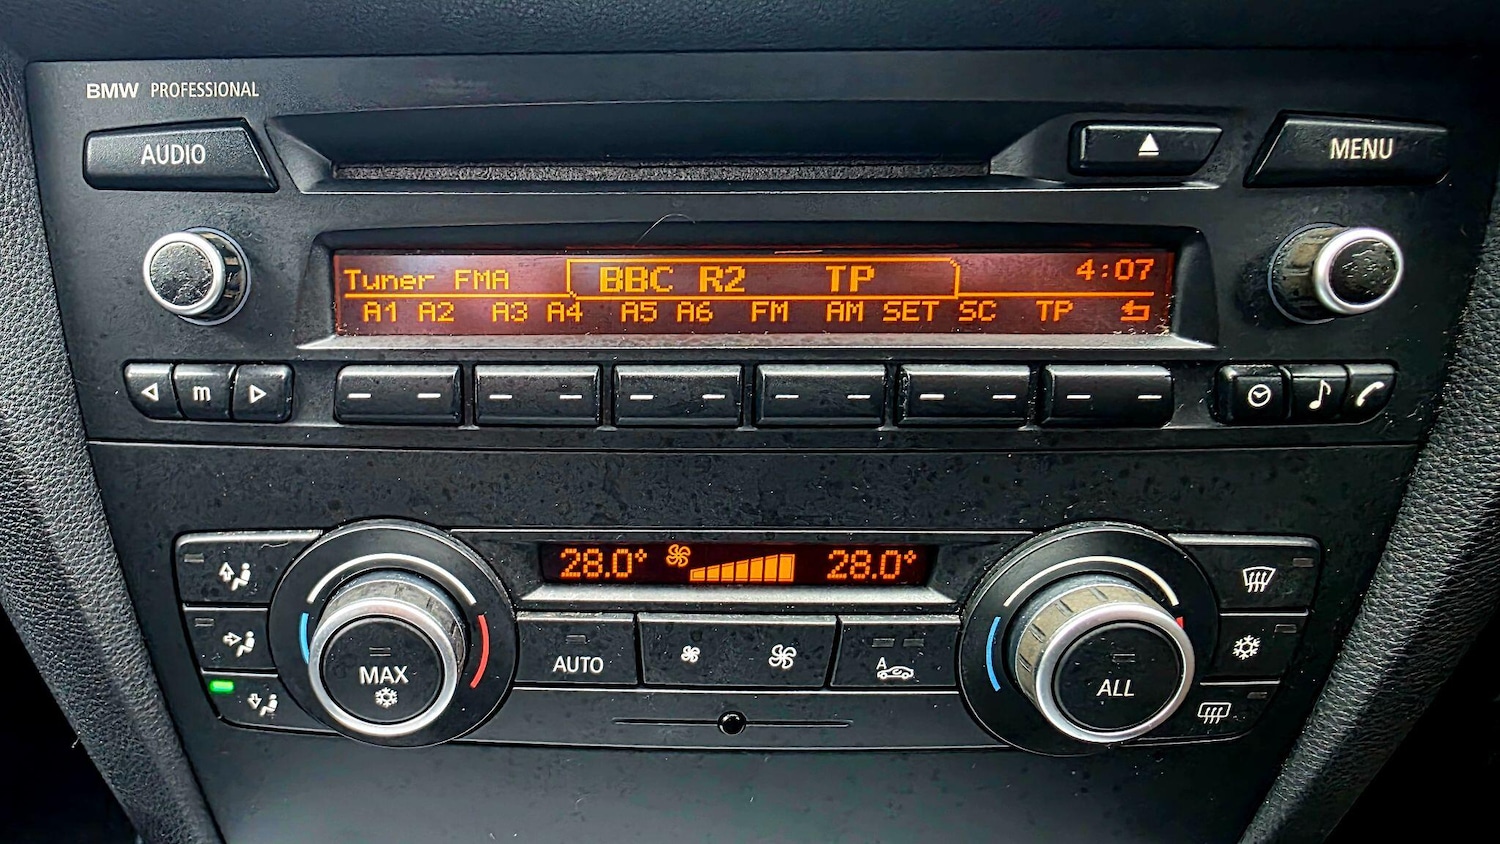 BMW PROFESSIONAL
AUDIO
MENU
Tuner FMA BBC R2 TP 4:07
A1 A2 A3 A4 A5 A6 FM AM SET SC TP
m
28.0° 28.0°
MAX
AUTO
A
ALL